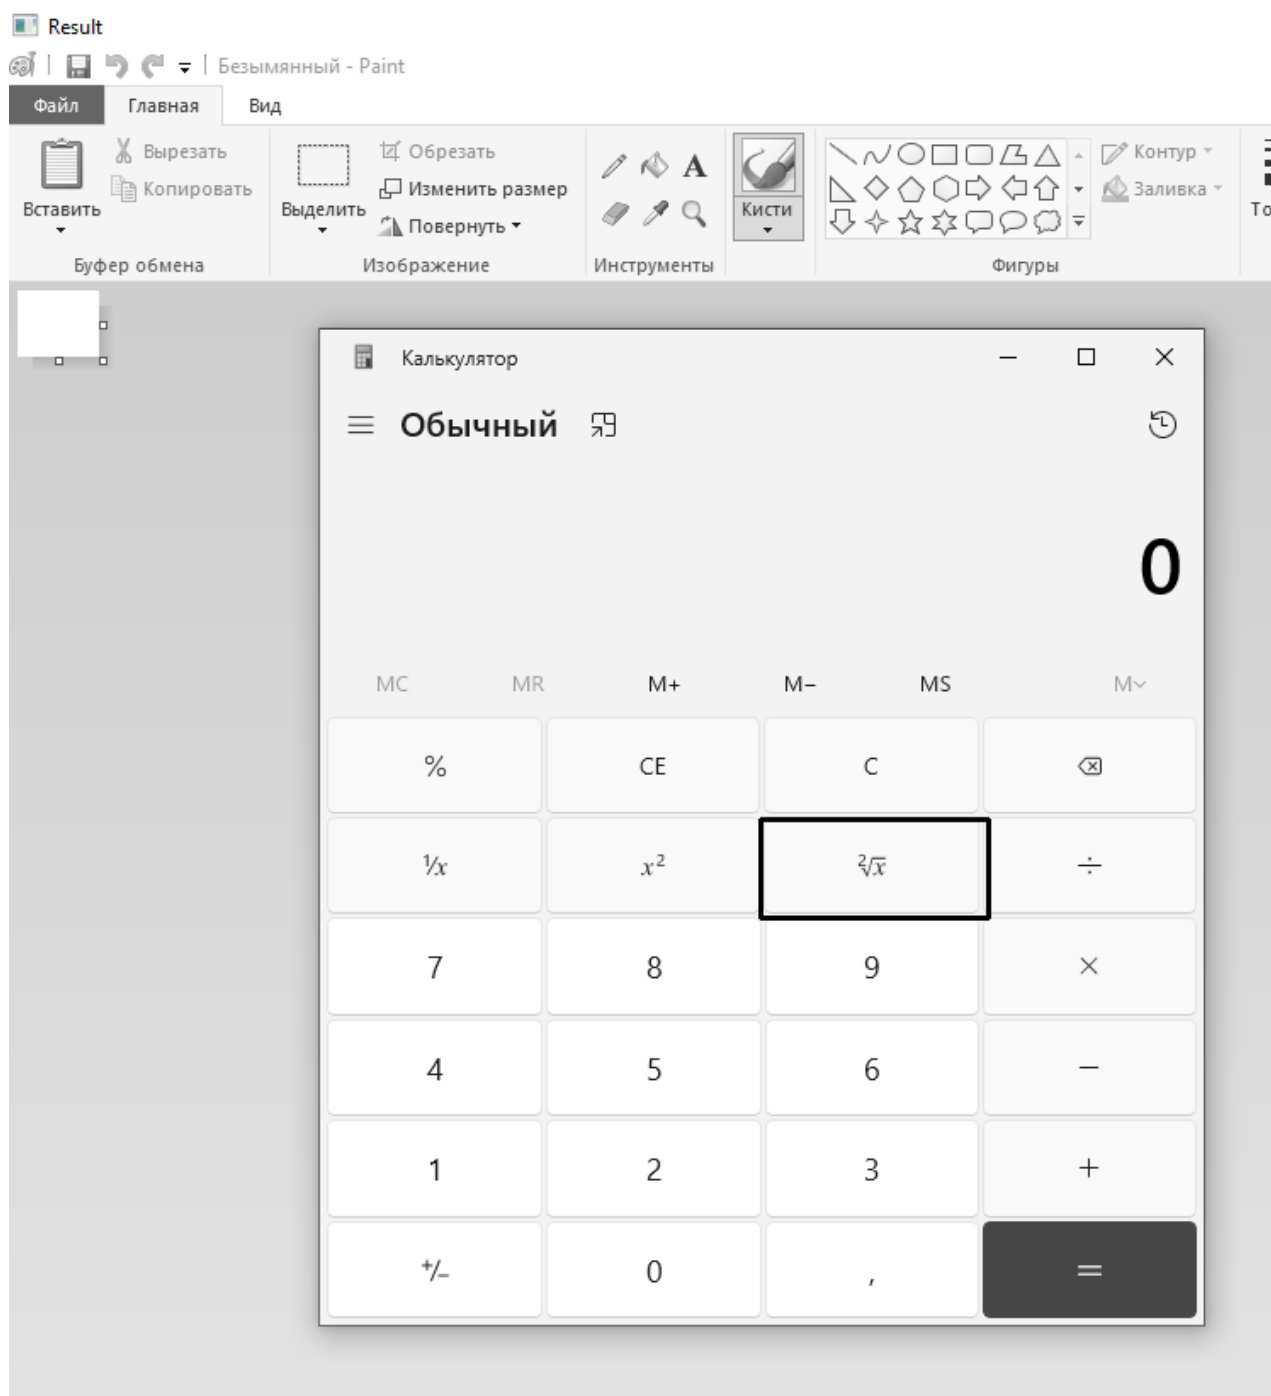 Result
Безымянный - Paint
Файл Главная Вид
Вырезать Обрезать Контур
Копировать Изменить размер Заливка
Вставить Выделить Повернуть Кисти То
Буфер обмена Изображение Инструменты Фигуры
Калькулятор
Обычный
0
MC MR M+ M− MS M
% CE C
¹/x x² ²√x ÷
7 8 9 ×
4 5 6 −
1 2 3 +
+/− 0 , =